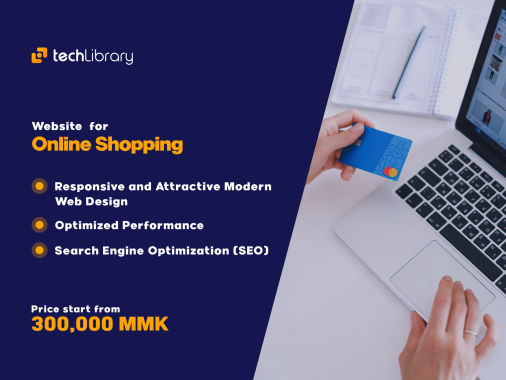 techLibrary
Website for
Online Shopping
Responsive and Attractive Modern
Web Design
Optimized Performance
Search Engine Optimization (SEO)
Price start from
300,000 MMK